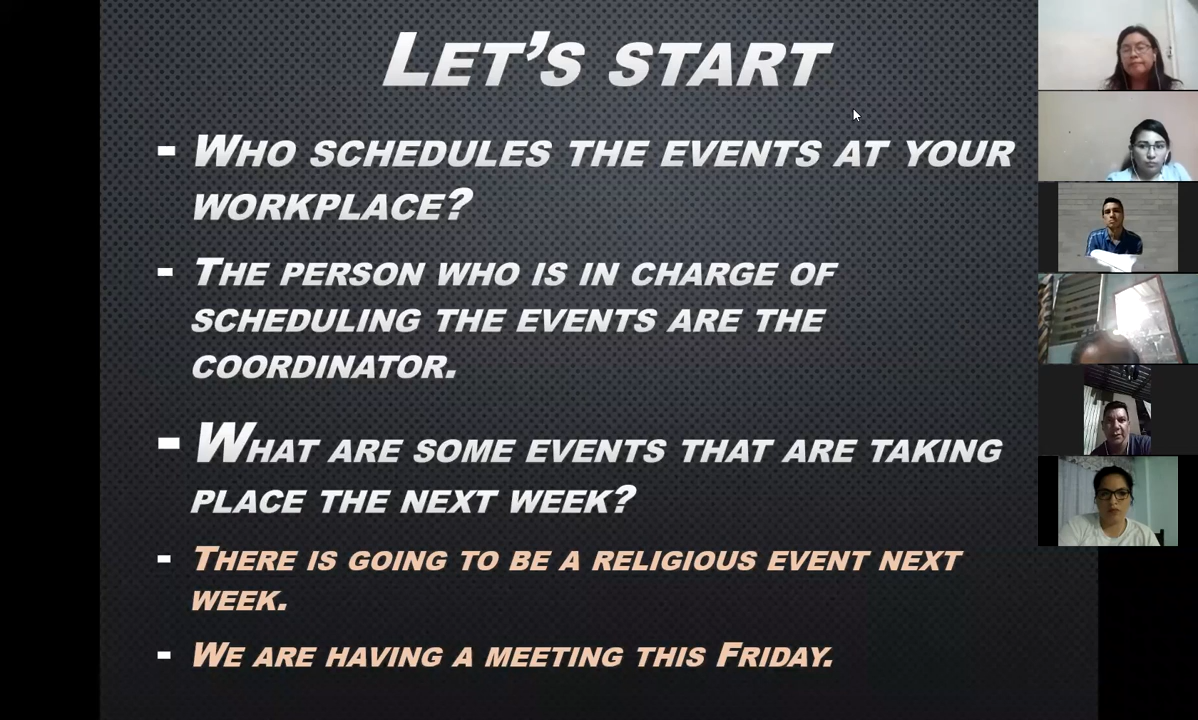 LET'S START
- WHO SCHEDULES THE EVENTS AT YOUR
WORKPLACE?
- THE PERSON WHO IS IN CHARGE OF
SCHEDULING THE EVENTS ARE THE
COORDINATOR.
- WHAT ARE SOME EVENTS THAT ARE TAKING
PLACE THE NEXT WEEK?
- THERE IS GOING TO BE A RELIGIOUS EVENT NEXT
WEEK.
- WE ARE HAVING A MEETING THIS FRIDAY.